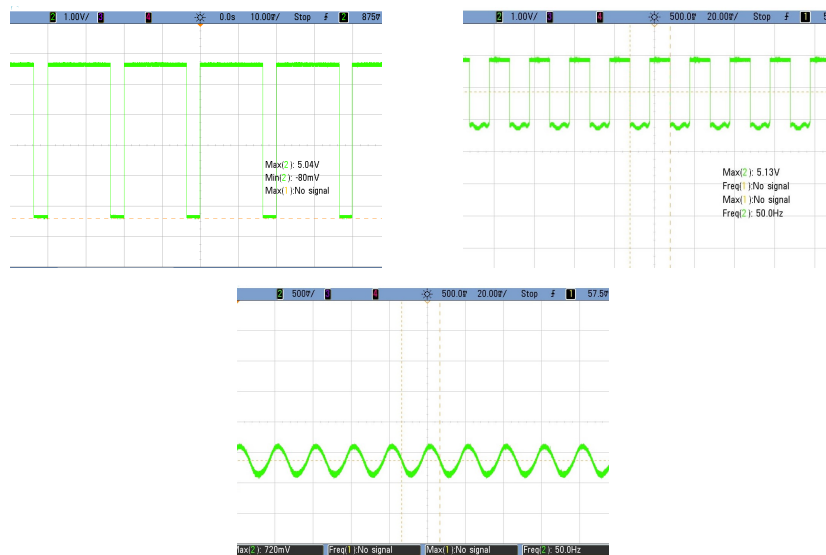 2 1.00V/ 3 4 0.0s 10.00▽/ Stop 2 875▽
Max(2): 5.04V
Min(2): -80mV
Max(1):No signal
2 1.00V/ 3 4 500.0▽ 20.00▽/ Stop 1
Max(2): 5.13V
Freq(1):No signal
Max(1):No signal
Freq(2): 50.0Hz
2 500▽/ 3 4 500.0▽ 20.00▽/ Stop 1 57.5▽
Max(2): 720mV Freq(1):No signal Max(1):No signal Freq(2): 50.0Hz